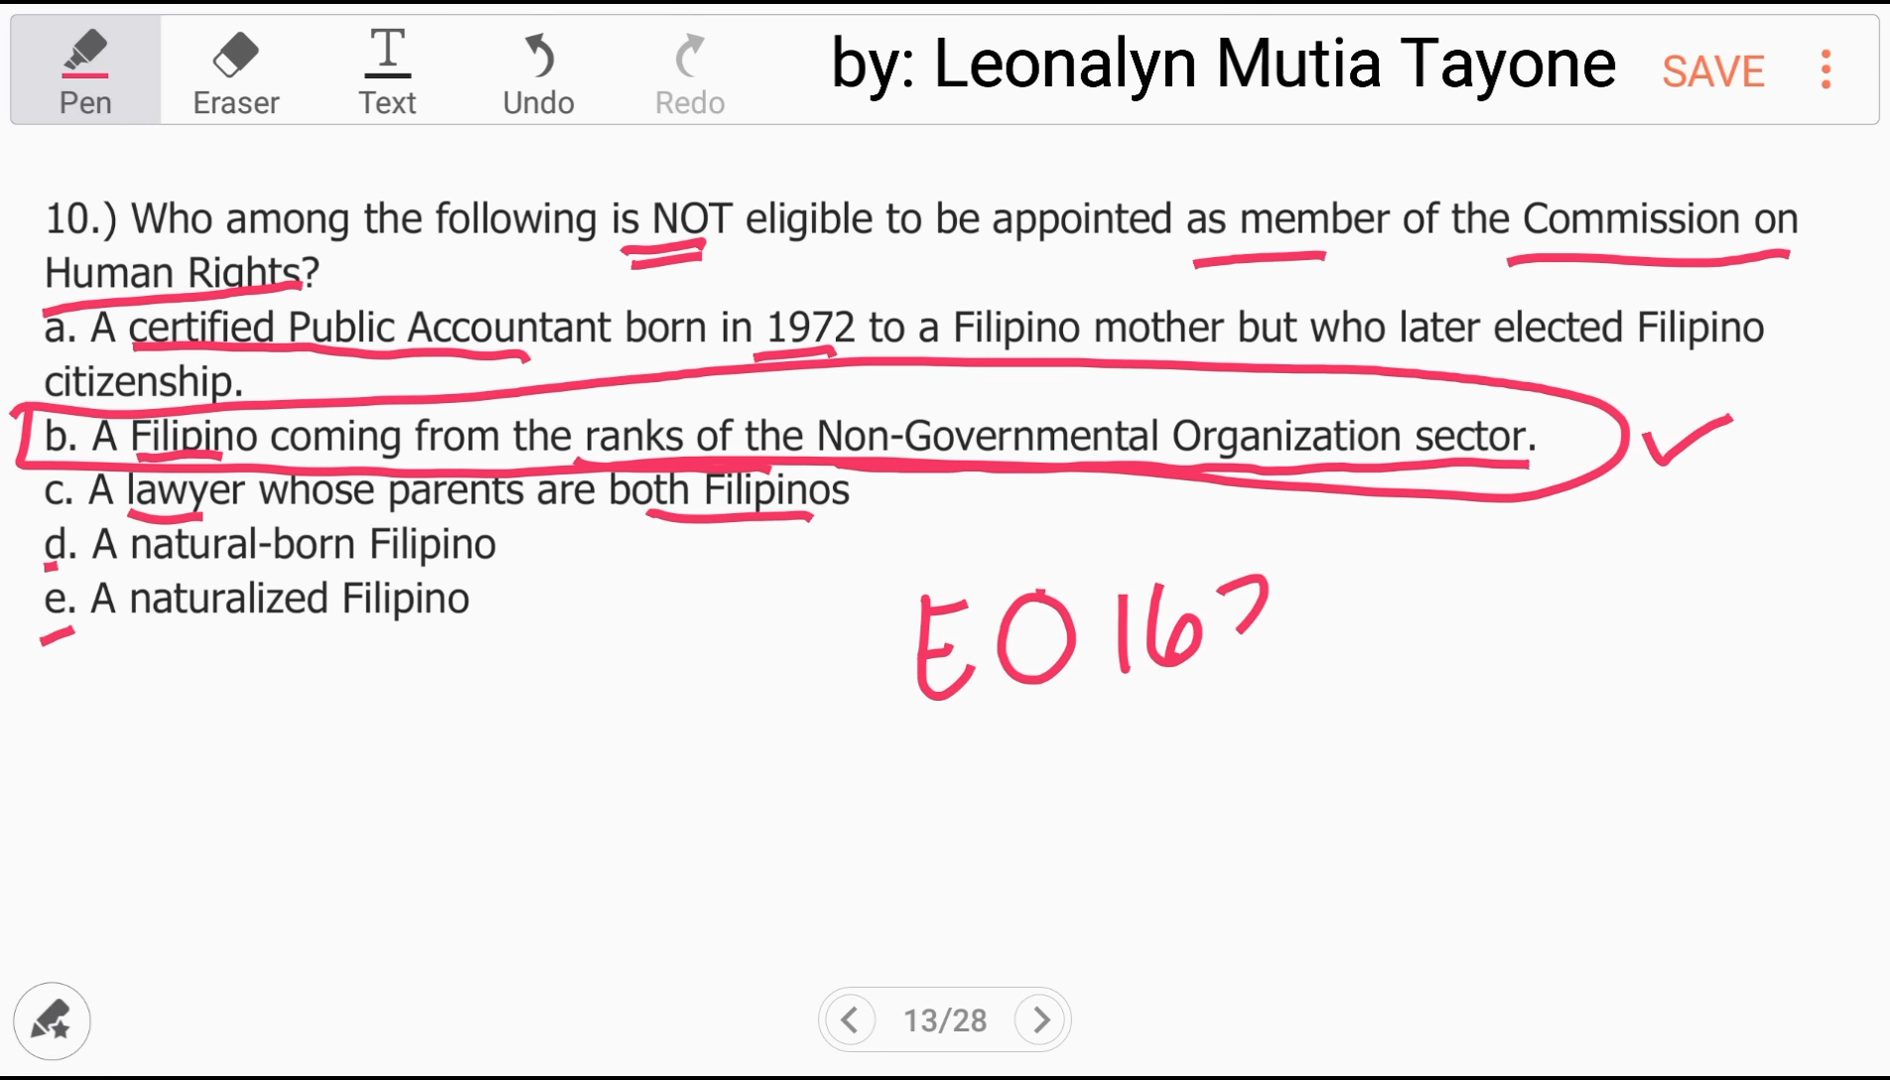 Pen
Eraser
T
Text
Undo
Redo
by: Leonalyn Mutia Tayone
SAVE
10.) Who among the following is NOT eligible to be appointed as member of the Commission on
Human Rights?
a. A certified Public Accountant born in 1972 to a Filipino mother but who later elected Filipino
citizenship.
b. A Filipino coming from the ranks of the Non-Governmental Organization sector.
c. A lawyer whose parents are both Filipinos
d. A natural-born Filipino
e. A naturalized Filipino
EO 163
13/28